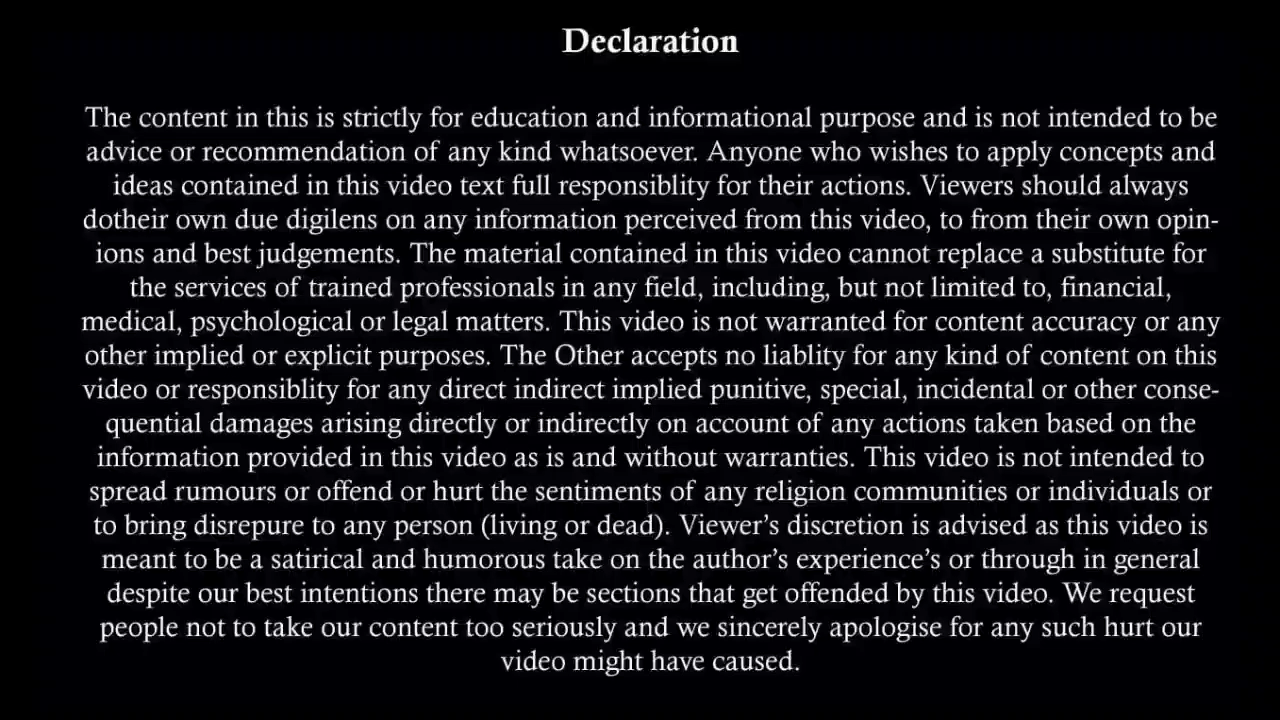 Declaration
The content in this is strictly for education and informational purpose and is not intended to be
advice or recommendation of any kind whatsoever. Anyone who wishes to apply concepts and
ideas contained in this video text full responsiblity for their actions. Viewers should always
dotheir own due digilens on any information perceived from this video, to from their own opin-
ions and best judgements. The material contained in this video cannot replace a substitute for
the services of trained professionals in any field, including, but not limited to, financial,
medical, psychological or legal matters. This video is not warranted for content accuracy or any
other implied or explicit purposes. The Other accepts no liablity for any kind of content on this
video or responsiblity for any direct indirect implied punitive, special, incidental or other conse-
quential damages arising directly or indirectly on account of any actions taken based on the
information provided in this video as is and without warranties. This video is not intended to
spread rumours or offend or hurt the sentiments of any religion communities or individuals or
to bring disrepure to any person (living or dead). Viewer's discretion is advised as this video is
meant to be a satirical and humorous take on the author's experience's or through in general
despite our best intentions there may be sections that get offended by this video. We request
people not to take our content too seriously and we sincerely apologise for any such hurt our
video might have caused.